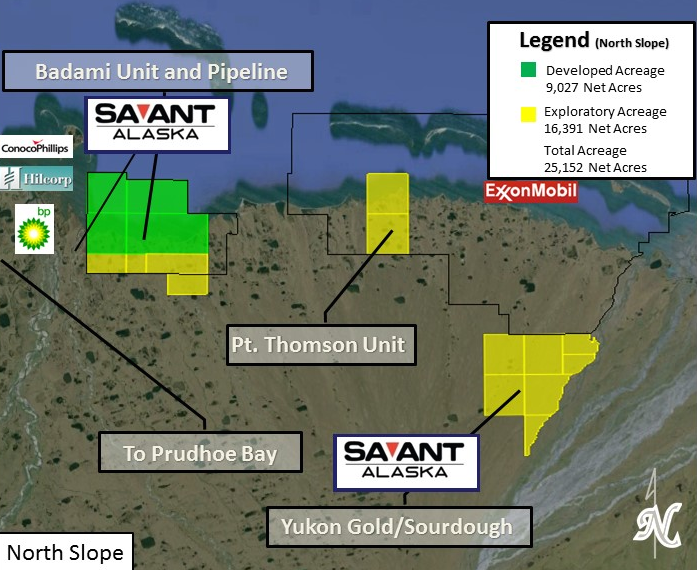 Legend (North Slope)
Developed Acreage
9,027 Net Acres
Exploratory Acreage
16,391 Net Acres
Total Acreage
25,152 Net Acres
Badami Unit and Pipeline
SAVANT
ALASKA
ConocoPhillips
Hilcorp
bp
ExxonMobil
Pt. Thomson Unit
To Prudhoe Bay
SAVANT
ALASKA
Yukon Gold/Sourdough
N
North Slope